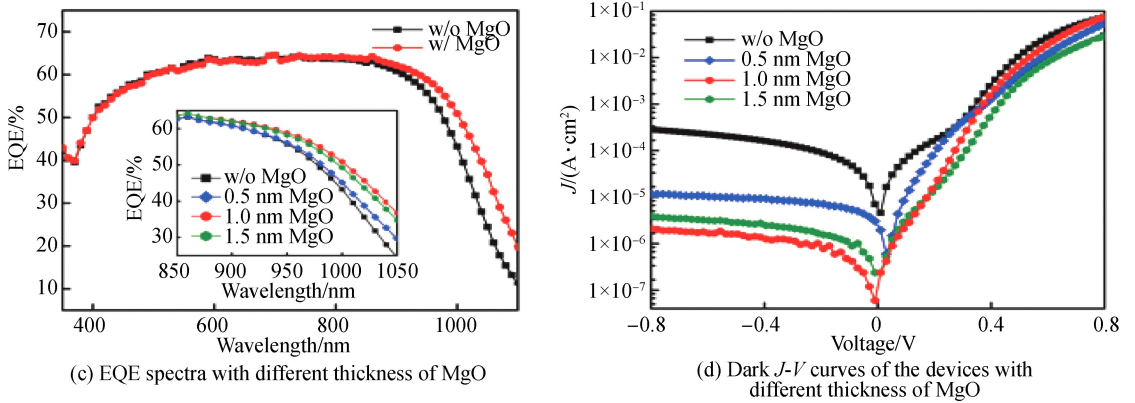 70
60
50
40
30
20
10
EQE/%
w/o MgO
w/ MgO
60
50
40
30
EQE/%
w/o MgO
0.5 nm MgO
1.0 nm MgO
1.5 nm MgO
850 900 950 1000 1050
Wavelength/nm
400 600 800 1000
Wavelength/nm
(c) EQE spectra with different thickness of MgO
1×10⁻¹
1×10⁻²
1×10⁻³
1×10⁻⁴
1×10⁻⁵
1×10⁻⁶
1×10⁻⁷
J/(A·cm²)
w/o MgO
0.5 nm MgO
1.0 nm MgO
1.5 nm MgO
−0.8 −0.4 0 0.4 0.8
Voltage/V
(d) Dark J-V curves of the devices with
different thickness of MgO